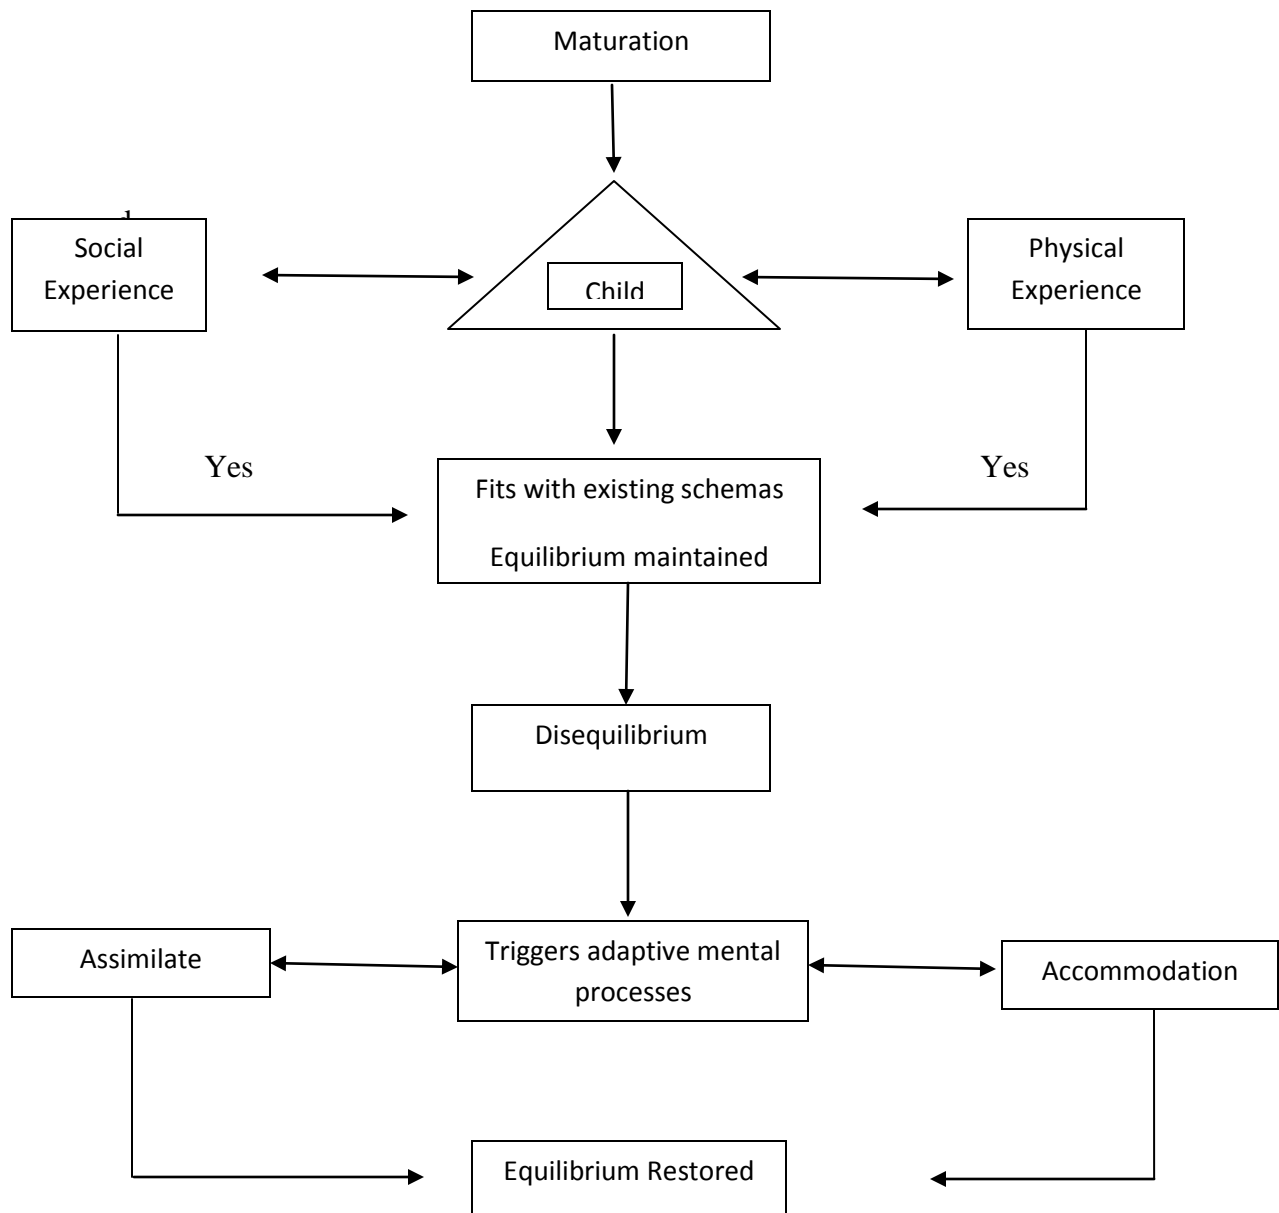 Maturation
Social
Experience
Child
Physical
Experience
Yes
Yes
Fits with existing schemas
Equilibrium maintained
Disequilibrium
Assimilate
Triggers adaptive mental
processes
Accommodation
Equilibrium Restored